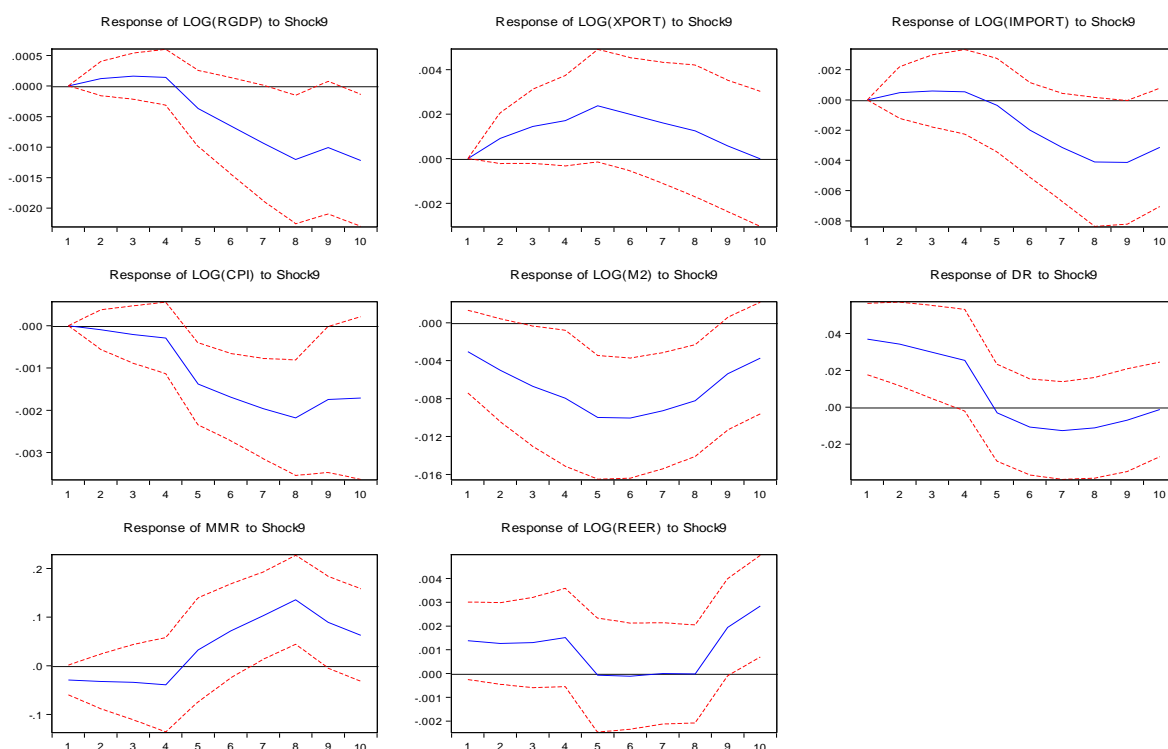 Response of LOG(RGDP) to Shock9
.0005
.0000
-.0005
-.0010
-.0015
-.0020
1 2 3 4 5 6 7 8 9 10
Response of LOG(XPORT) to Shock9
.004
.002
.000
-.002
1 2 3 4 5 6 7 8 9 10
Response of LOG(IMPORT) to Shock9
.002
.000
-.002
-.004
-.006
-.008
1 2 3 4 5 6 7 8 9 10
Response of LOG(CPI) to Shock9
.000
-.001
-.002
-.003
1 2 3 4 5 6 7 8 9 10
Response of LOG(M2) to Shock9
.000
-.004
-.008
-.012
-.016
1 2 3 4 5 6 7 8 9 10
Response of DR to Shock9
.04
.02
.00
-.02
1 2 3 4 5 6 7 8 9 10
Response of MMR to Shock9
.2
.1
.0
-.1
1 2 3 4 5 6 7 8 9 10
Response of LOG(REER) to Shock9
.004
.003
.002
.001
.000
-.001
-.002
1 2 3 4 5 6 7 8 9 10